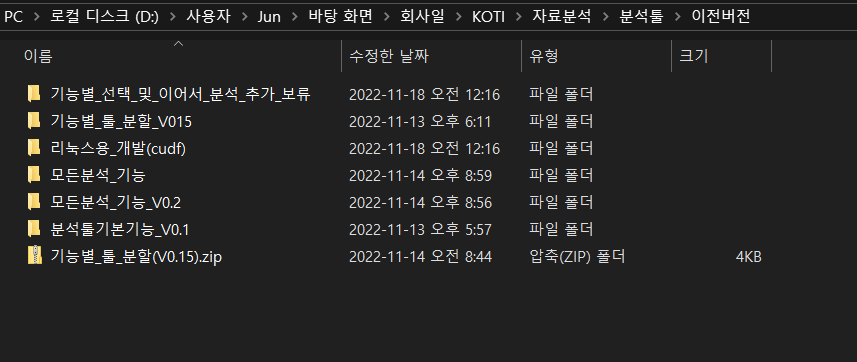 PC > 로컬 디스크 (D:) > 사용자 > Jun > 바탕 화면 > 회사일 > KOTI > 자료분석 > 분석툴 > 이전버전
이름 수정한 날짜 유형 크기
기능별_선택_및_이어서_분석_추가_보류 2022-11-18 오전 12:16 파일 폴더
기능별_툴_분할_V015 2022-11-13 오후 6:11 파일 폴더
리눅스용_개발(cudf) 2022-11-18 오전 12:16 파일 폴더
모든분석_기능 2022-11-14 오후 8:59 파일 폴더
모든분석_기능_V0.2 2022-11-14 오후 8:56 파일 폴더
분석툴기본기능_V0.1 2022-11-13 오후 5:57 파일 폴더
기능별_툴_분할(V0.15).zip 2022-11-14 오전 8:44 압축(ZIP) 폴더 4KB